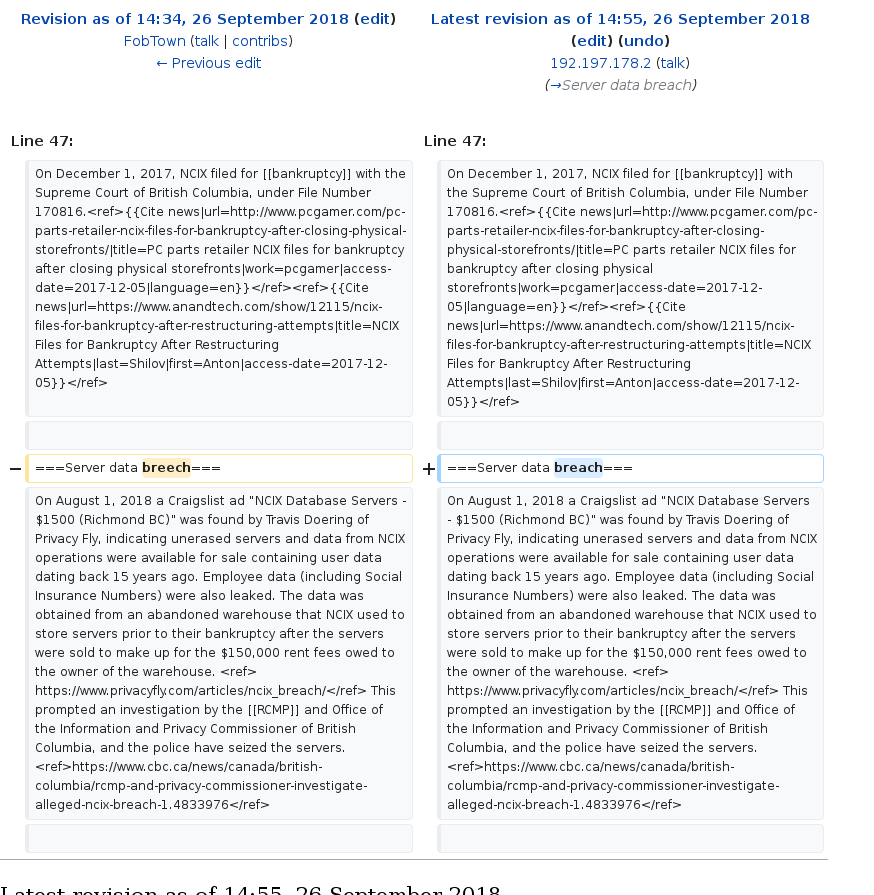 Revision as of 14:34, 26 September 2018 (edit)
FobTown (talk | contribs)
← Previous edit
Latest revision as of 14:55, 26 September 2018
(edit) (undo)
192.197.178.2 (talk)
(→Server data breach)
Line 47:
On December 1, 2017, NCIX filed for [[bankruptcy]] with the
Supreme Court of British Columbia, under File Number
170816.<ref>{{Cite news|url=http://www.pcgamer.com/pc-
parts-retailer-ncix-files-for-bankruptcy-after-closing-physical-
storefronts/|title=PC parts retailer NCIX files for bankruptcy
after closing physical storefronts|work=pcgamer|access-
date=2017-12-05|language=en}}</ref><ref>{{Cite
news|url=https://www.anandtech.com/show/12115/ncix-
files-for-bankruptcy-after-restructuring-attempts|title=NCIX
Files for Bankruptcy After Restructuring
Attempts|last=Shilov|first=Anton|access-date=2017-12-
05}}</ref>
− ===Server data breech===
On August 1, 2018 a Craigslist ad "NCIX Database Servers -
$1500 (Richmond BC)" was found by Travis Doering of
Privacy Fly, indicating unerased servers and data from NCIX
operations were available for sale containing user data
dating back 15 years ago. Employee data (including Social
Insurance Numbers) were also leaked. The data was
obtained from an abandoned warehouse that NCIX used to
store servers prior to their bankruptcy after the servers
were sold to make up for the $150,000 rent fees owed to
the owner of the warehouse. <ref>
https://www.privacyfly.com/articles/ncix_breach/</ref> This
prompted an investigation by the [[RCMP]] and Office of
the Information and Privacy Commissioner of British
Columbia, and the police have seized the servers.
<ref>https://www.cbc.ca/news/canada/british-
columbia/rcmp-and-privacy-commissioner-investigate-
alleged-ncix-breach-1.4833976</ref>
Line 47:
On December 1, 2017, NCIX filed for [[bankruptcy]] with
the Supreme Court of British Columbia, under File Number
170816.<ref>{{Cite news|url=http://www.pcgamer.com/pc-
parts-retailer-ncix-files-for-bankruptcy-after-closing-
physical-storefronts/|title=PC parts retailer NCIX files for
bankruptcy after closing physical
storefronts|work=pcgamer|access-date=2017-12-
05|language=en}}</ref><ref>{{Cite
news|url=https://www.anandtech.com/show/12115/ncix-
files-for-bankruptcy-after-restructuring-attempts|title=NCIX
Files for Bankruptcy After Restructuring
Attempts|last=Shilov|first=Anton|access-date=2017-12-
05}}</ref>
+ ===Server data breach===
On August 1, 2018 a Craigslist ad "NCIX Database Servers
- $1500 (Richmond BC)" was found by Travis Doering of
Privacy Fly, indicating unerased servers and data from NCIX
operations were available for sale containing user data
dating back 15 years ago. Employee data (including Social
Insurance Numbers) were also leaked. The data was
obtained from an abandoned warehouse that NCIX used to
store servers prior to their bankruptcy after the servers
were sold to make up for the $150,000 rent fees owed to
the owner of the warehouse. <ref>
https://www.privacyfly.com/articles/ncix_breach/</ref> This
prompted an investigation by the [[RCMP]] and Office of
the Information and Privacy Commissioner of British
Columbia, and the police have seized the servers.
<ref>https://www.cbc.ca/news/canada/british-
columbia/rcmp-and-privacy-commissioner-investigate-
alleged-ncix-breach-1.4833976</ref>
Latest revision as of 14:55, 26 September 2018